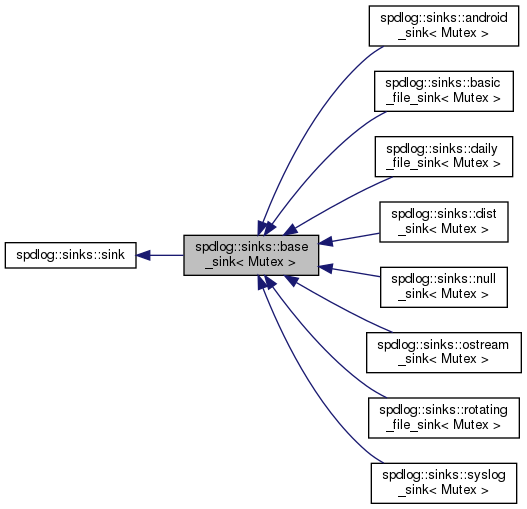 spdlog::sinks::android
_sink< Mutex >
spdlog::sinks::basic
_file_sink< Mutex >
spdlog::sinks::daily
_file_sink< Mutex >
spdlog::sinks::dist
_sink< Mutex >
spdlog::sinks::sink
spdlog::sinks::base
_sink< Mutex >
spdlog::sinks::null
_sink< Mutex >
spdlog::sinks::ostream
_sink< Mutex >
spdlog::sinks::rotating
_file_sink< Mutex >
spdlog::sinks::syslog
_sink< Mutex >